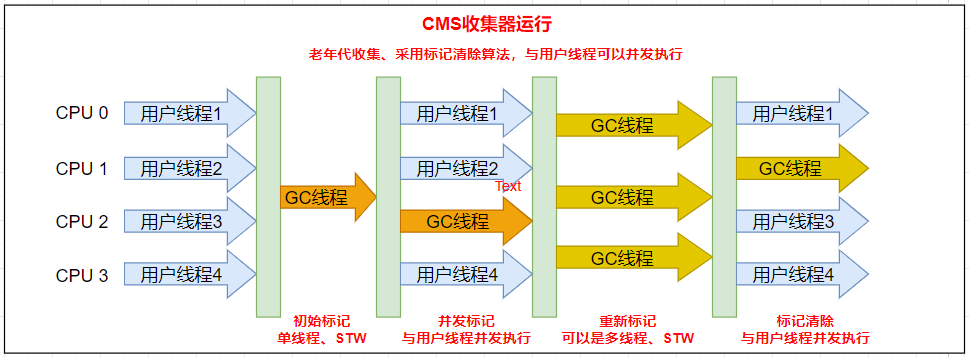 CMS收集器运行
老年代收集、采用标记清除算法，与用户线程可以并发执行
CPU 0
用户线程1
用户线程1
GC线程
用户线程1
CPU 1
用户线程2
用户线程2
GC线程
Text
GC线程
GC线程
CPU 2
用户线程3
GC线程
用户线程3
CPU 3
用户线程4
用户线程4
GC线程
用户线程4
初始标记
单线程、STW
并发标记
与用户线程并发执行
重新标记
可以是多线程、STW
标记清除
与用户线程并发执行